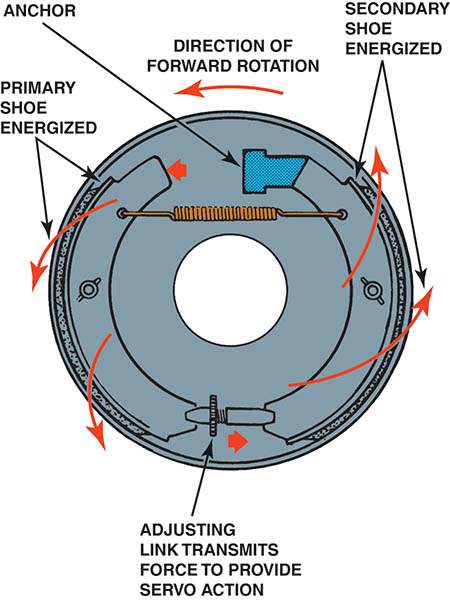 ANCHOR
DIRECTION OF
FORWARD ROTATION
SECONDARY
SHOE
ENERGIZED
PRIMARY
SHOE
ENERGIZED
ADJUSTING
LINK TRANSMITS
FORCE TO PROVIDE
SERVO ACTION